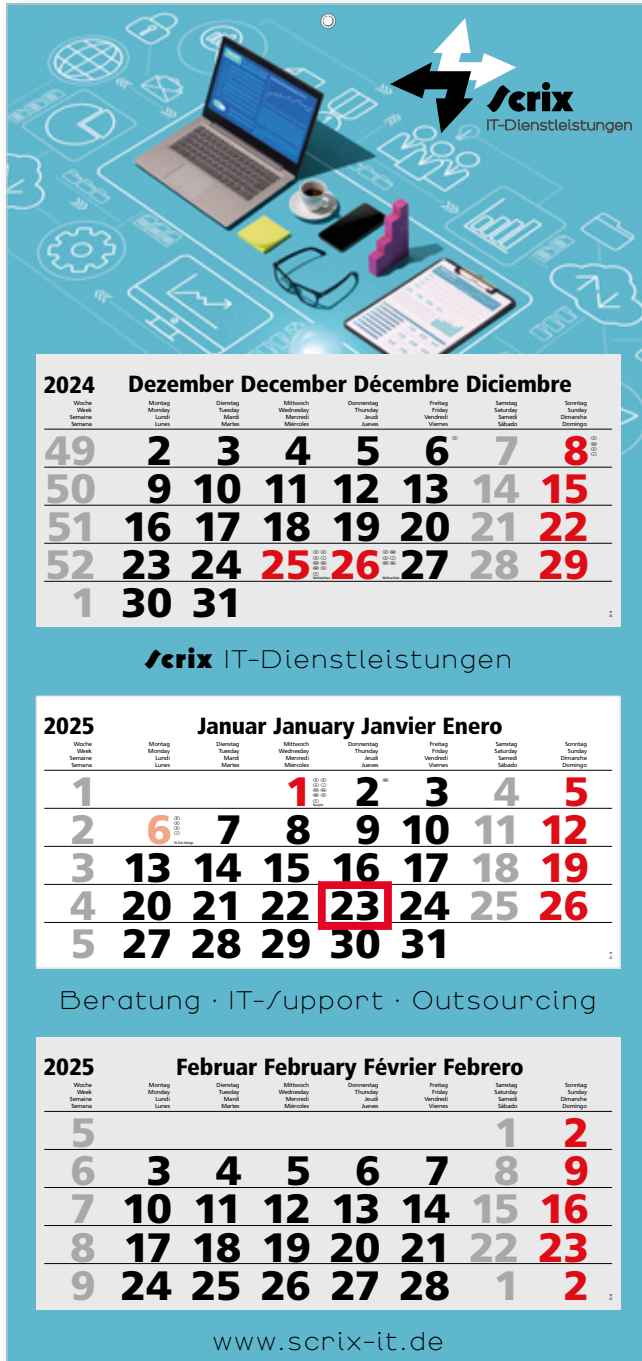 Scrix
IT-Dienstleistungen
2024 Dezember December Décembre Diciembre
Woche Montag Dienstag Mittwoch Donnerstag Freitag Samstag Sonntag
Week Monday Tuesday Wednesday Thursday Friday Saturday Sunday
Semaine Lundi Mardi Mercredi Jeudi Vendredi Samedi Dimanche
Semana Lunes Martes Miércoles Jueves Viernes Sábado Domingo
49 2 3 4 5 6 7 8
50 9 10 11 12 13 14 15
51 16 17 18 19 20 21 22
52 23 24 25 26 27 28 29
Weihnachten Weihnachten
1 30 31
Scrix IT-Dienstleistungen
2025 Januar January Janvier Enero
Woche Montag Dienstag Mittwoch Donnerstag Freitag Samstag Sonntag
Week Monday Tuesday Wednesday Thursday Friday Saturday Sunday
Semaine Lundi Mardi Mercredi Jeudi Vendredi Samedi Dimanche
Semana Lunes Martes Miércoles Jueves Viernes Sábado Domingo
1 1 2 3 4 5
Neujahr
2 6 7 8 9 10 11 12
3 13 14 15 16 17 18 19
4 20 21 22 23 24 25 26
5 27 28 29 30 31
Beratung · IT-Support · Outsourcing
2025 Februar February Février Febrero
Woche Montag Dienstag Mittwoch Donnerstag Freitag Samstag Sonntag
Week Monday Tuesday Wednesday Thursday Friday Saturday Sunday
Semaine Lundi Mardi Mercredi Jeudi Vendredi Samedi Dimanche
Semana Lunes Martes Miércoles Jueves Viernes Sábado Domingo
5 1 2
6 3 4 5 6 7 8 9
7 10 11 12 13 14 15 16
8 17 18 19 20 21 22 23
9 24 25 26 27 28 1 2
www.scrix-it.de